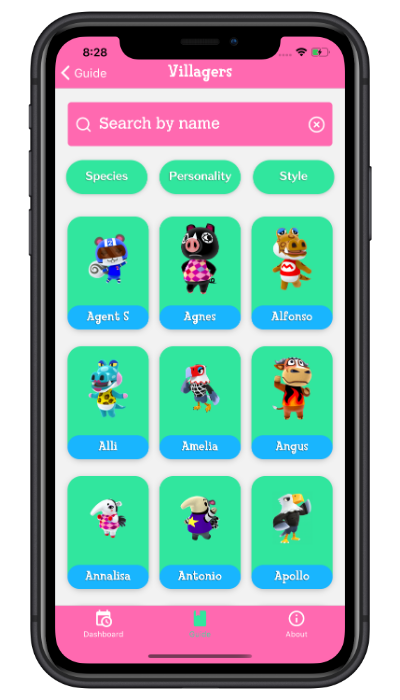 8:28
Guide
Villagers
Search by name
Species Personality Style
Agent S Agnes Alfonso
Alli Amelia Angus
Annalisa Antonio Apollo
Dashboard About